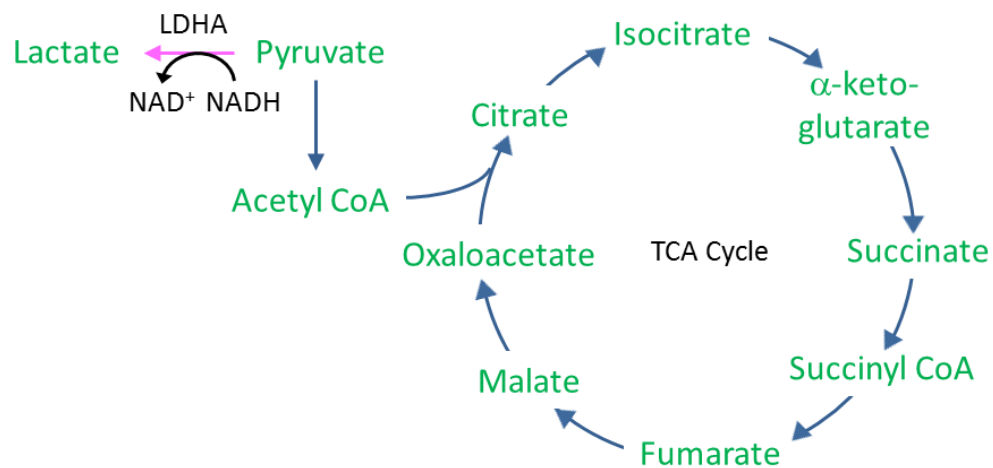 LDHA
Lactate
Pyruvate
NAD⁺ NADH
Isocitrate
α-keto-
glutarate
Citrate
Acetyl CoA
Oxaloacetate
TCA Cycle
Succinate
Malate
Succinyl CoA
Fumarate